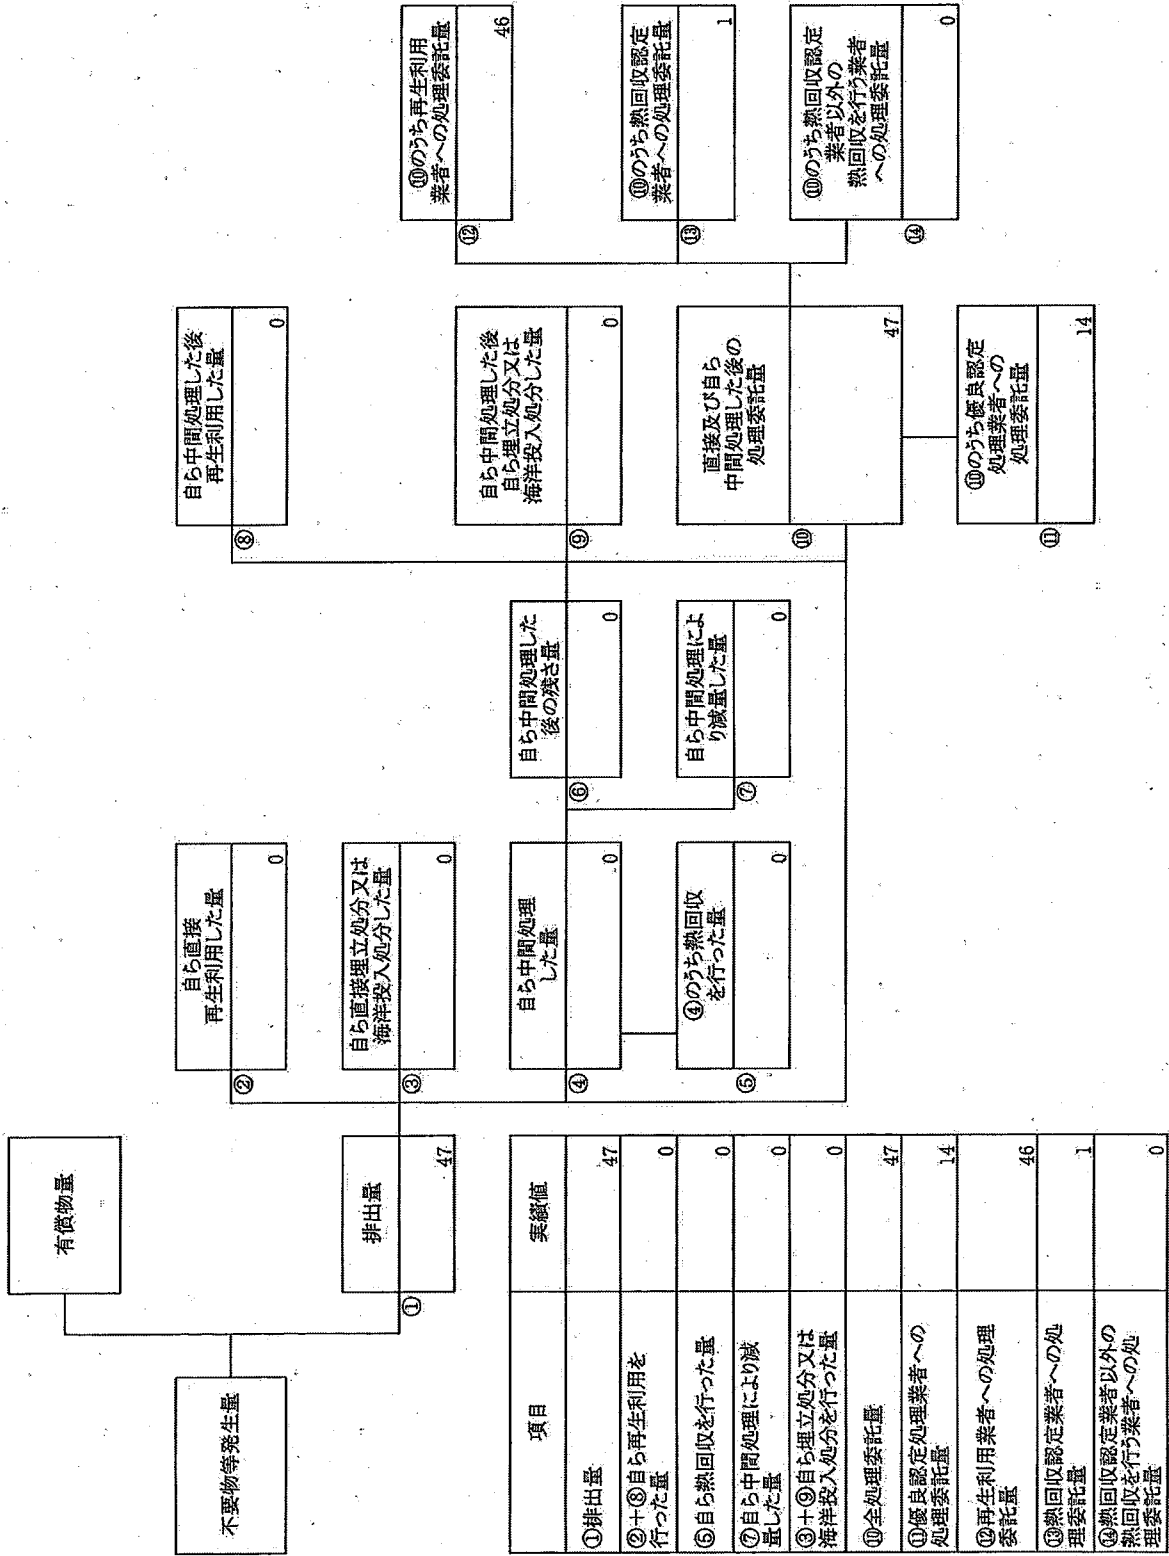 不要物等発生量
有償物量
排出量
①
47
自ら直接
再生利用した量
②
0
自ら直接埋立処分又は
海洋投入処分した量
③
0
自ら中間処理
した量
④
0
④のうち熱回収
を行った量
⑤
0
自ら中間処理した
後の残さ量
⑥
0
自ら中間処理によ
り減量した量
⑦
0
自ら中間処理した後
再生利用した量
⑧
0
自ら中間処理した後
自ら埋立処分又は
海洋投入処分した量
⑨
0
直接及び自ら
中間処理した後の
処理委託量
⑩
47
⑩のうち優良認定
処理業者への
処理委託量
⑪
14
⑩のうち再生利用
業者への処理委託量
⑫
46
⑩のうち熱回収認定
業者への処理委託量
⑬
1
⑩のうち熱回収認定
業者以外の
熱回収を行う業者
への処理委託量
⑭
0
項目 実績値
①排出量 47
②+⑧自ら再生利用を
行った量 0
⑤自ら熱回収を行った量 0
⑦自ら中間処理により減
量した量 0
③+⑨自ら埋立処分又は
海洋投入処分を行った量 0
⑩全処理委託量 47
⑪優良認定処理業者への
処理委託量 14
⑫再生利用業者への処理
委託量 46
⑬熱回収認定業者への処
理委託量 1
⑭熱回収認定業者以外の
熱回収を行う業者への処
理委託量 0